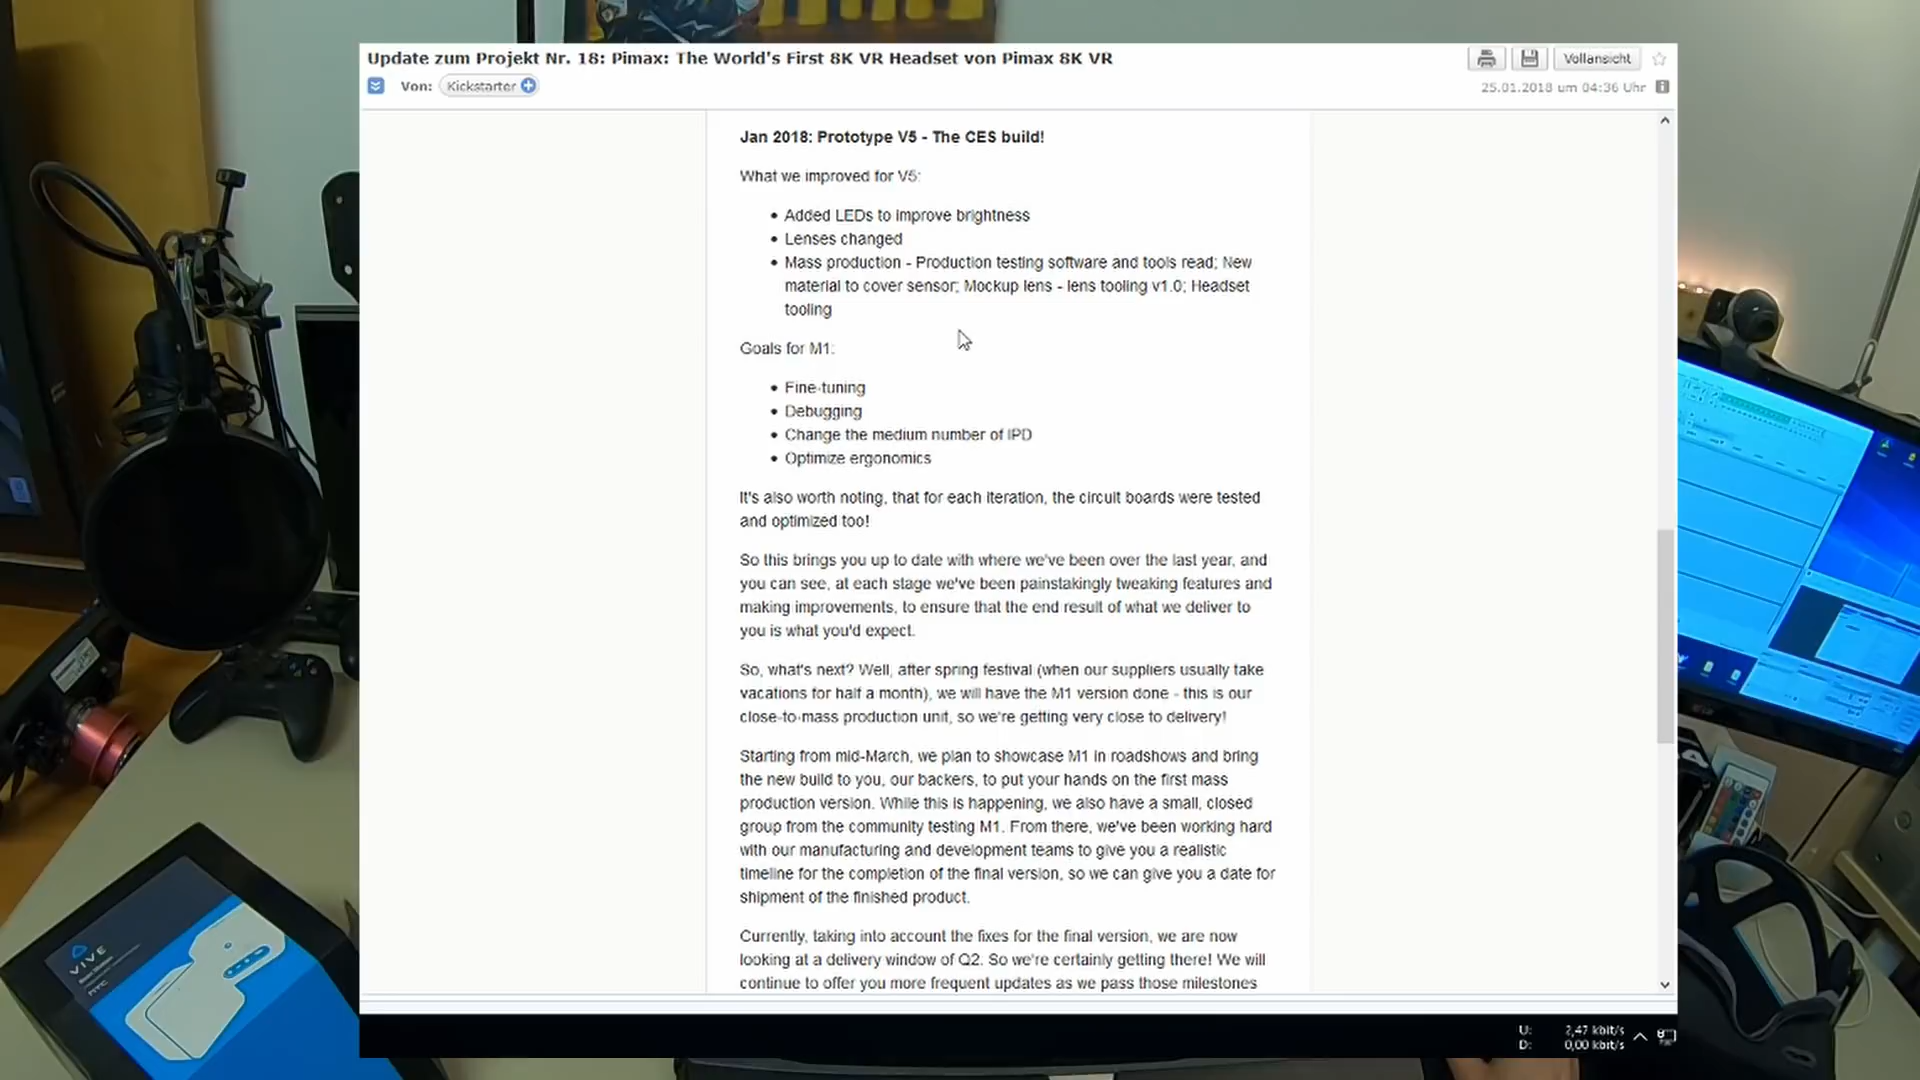 Update zum Projekt Nr. 18: Pimax: The World's First 8K VR Headset von Pimax 8K VR
Vollansicht
Von: Kickstarter
25.01.2018 um 04:36 Uhr
Jan 2018: Prototype V5 - The CES build!
What we improved for V5:
• Added LEDs to improve brightness
• Lenses changed
• Mass production - Production testing software and tools read; New
material to cover sensor; Mockup lens - lens tooling v1.0; Headset
tooling
Goals for M1:
• Fine-tuning
• Debugging
• Change the medium number of IPD
• Optimize ergonomics
It's also worth noting, that for each iteration, the circuit boards were tested
and optimized too!
So this brings you up to date with where we've been over the last year, and
you can see, at each stage we've been painstakingly tweaking features and
making improvements, to ensure that the end result of what we deliver to
you is what you'd expect.
So, what's next? Well, after spring festival (when our suppliers usually take
vacations for half a month), we will have the M1 version done - this is our
close-to-mass production unit, so we're getting very close to delivery!
Starting from mid-March, we plan to showcase M1 in roadshows and bring
the new build to you, our backers, to put your hands on the first mass
production version. While this is happening, we also have a small, closed
group from the community testing M1. From there, we've been working hard
with our manufacturing and development teams to give you a realistic
timeline for the completion of the final version, so we can give you a date for
shipment of the finished product.
Currently, taking into account the fixes for the final version, we are now
looking at a delivery window of Q2. So we're certainly getting there! We will
continue to offer you more frequent updates as we pass those milestones
U: 2,47 kbit/s
D: 0,00 kbit/s
VIVE
HTC